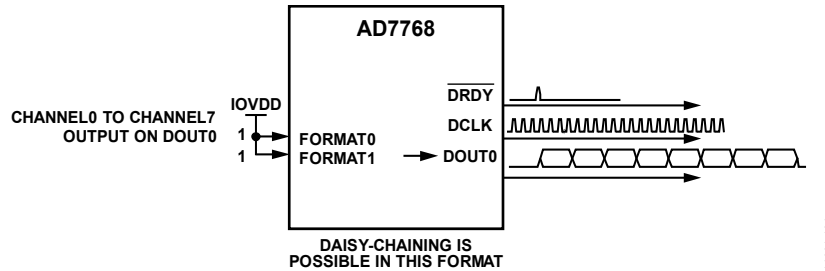 AD7768
IOVDD
DRDY
CHANNEL0 TO CHANNEL7
OUTPUT ON DOUT0
DCLK
1
FORMAT0
1
FORMAT1
DOUT0
DAISY-CHAINING IS
POSSIBLE IN THIS FORMAT